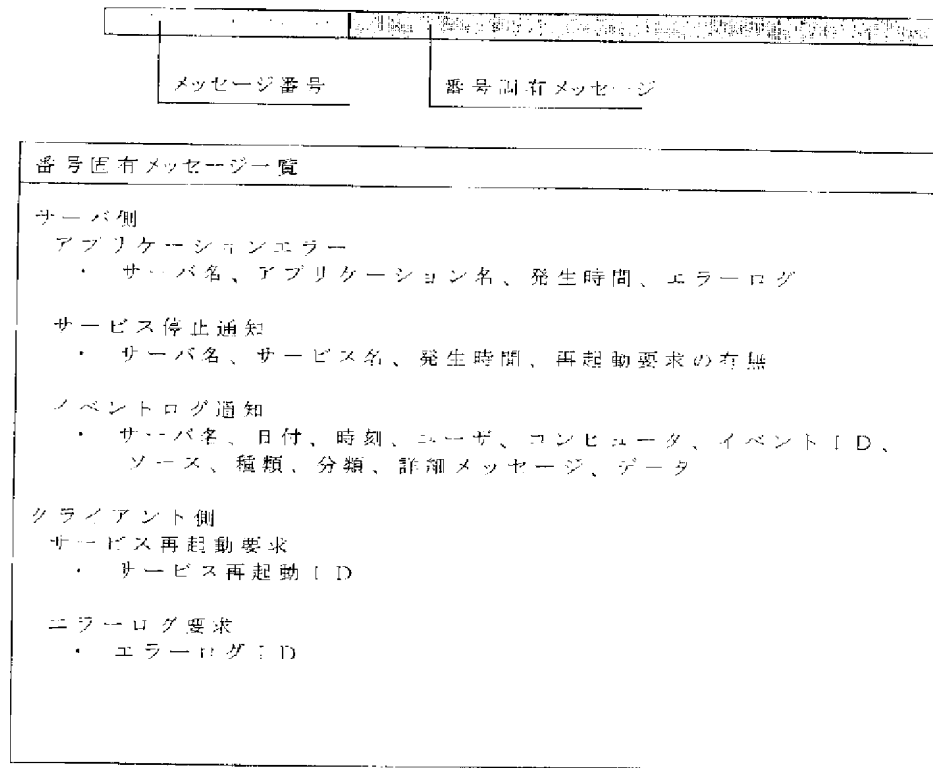 メッセージ番号
番号固有メッセージ
番号固有メッセージ一覧
サーバ側
アプリケーションエラー
・ サーバ名、アプリケーション名、発生時間、エラーログ
サービス停止通知
・ サーバ名、サービス名、発生時間、再起動要求の有無
イベントログ通知
・ サーバ名、日付、時刻、ユーザ、コンピュータ、イベントID、
ソース、種類、分類、詳細メッセージ、データ
クライアント側
サービス再起動要求
・ サービス再起動ID
エラーログ要求
・ エラーログID